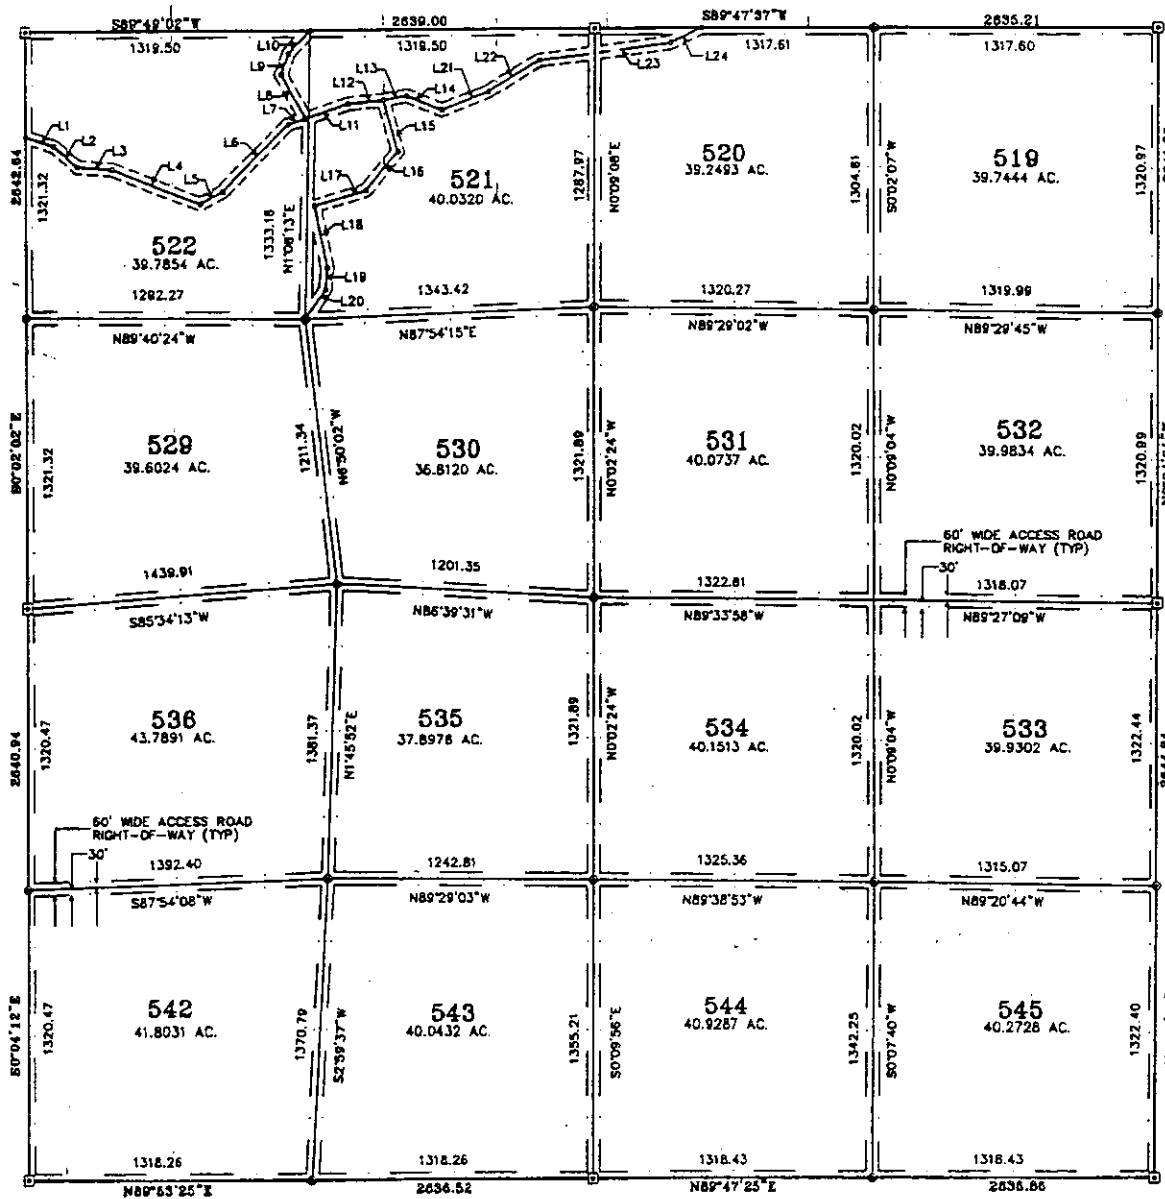 S89°49'02"W
2639.00
S89°47'37"W
2635.21
1319.50
1319.50
1317.61
1317.60
L10
L9
L8
L7
L6
L1
L2
L3
L4
L5
L11
L12
L13
L14
L21
L22
L23
L24
L15
L16
L17
L18
L19
L20
2642.64
1321.32
522
39.7854 AC.
1333.16
N1°08'13"E
521
40.0320 AC.
1287.97
N0°09'08"E
520
39.2493 AC.
1304.61
S0°02'07"W
519
39.7444 AC.
1320.97
1292.27
1343.42
1320.27
1319.99
N89°40'24"W
N87°54'15"E
N89°29'02"W
N89°29'45"W
S0°02'02"E
1321.32
529
39.6024 AC.
1211.34
N6°50'02"W
530
36.8120 AC.
1321.89
N0°02'24"W
531
40.0737 AC.
1320.02
N0°09'04"W
532
39.9834 AC.
1320.99
60' WIDE ACCESS ROAD
RIGHT-OF-WAY (TYP)
30'
1439.91
1201.35
1322.81
1318.07
S85°34'13"W
N86°39'31"W
N89°33'58"W
N89°27'09"W
2640.94
1320.47
536
43.7891 AC.
1381.37
N1°45'52"E
535
37.8978 AC.
1321.89
N0°02'24"W
534
40.1513 AC.
1320.02
N0°09'04"W
533
39.9302 AC.
1322.44
60' WIDE ACCESS ROAD
RIGHT-OF-WAY (TYP)
30'
1392.40
1242.81
1325.36
1315.07
S87°54'08"W
N89°29'03"W
N89°38'53"W
N89°20'44"W
S0°04'12"E
1320.47
542
41.8031 AC.
1370.79
S2°59'37"W
543
40.0432 AC.
1355.21
S0°09'56"E
544
40.9287 AC.
1342.25
S0°07'40"W
545
40.2728 AC.
1322.40
1318.26
1318.26
1318.43
1318.43
N89°53'25"E
2636.52
N89°47'25"E
2636.86